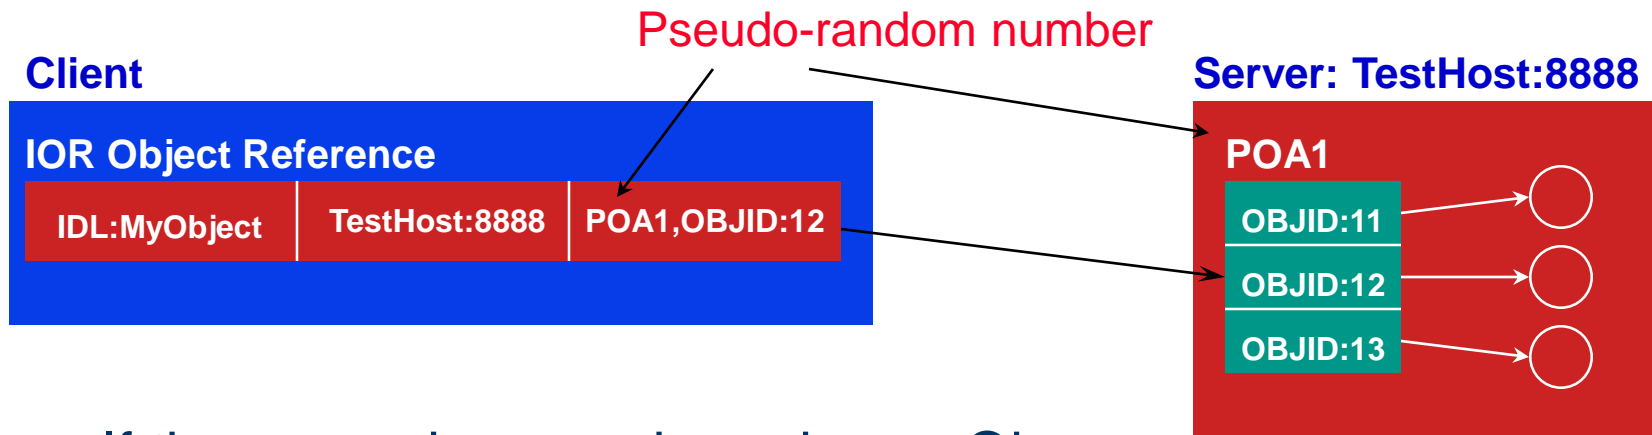 Pseudo-random number
Client
Server: TestHost:8888
IOR Object Reference
IDL:MyObject
TestHost:8888
POA1,OBJID:12
POA1
OBJID:11
OBJID:12
OBJID:13